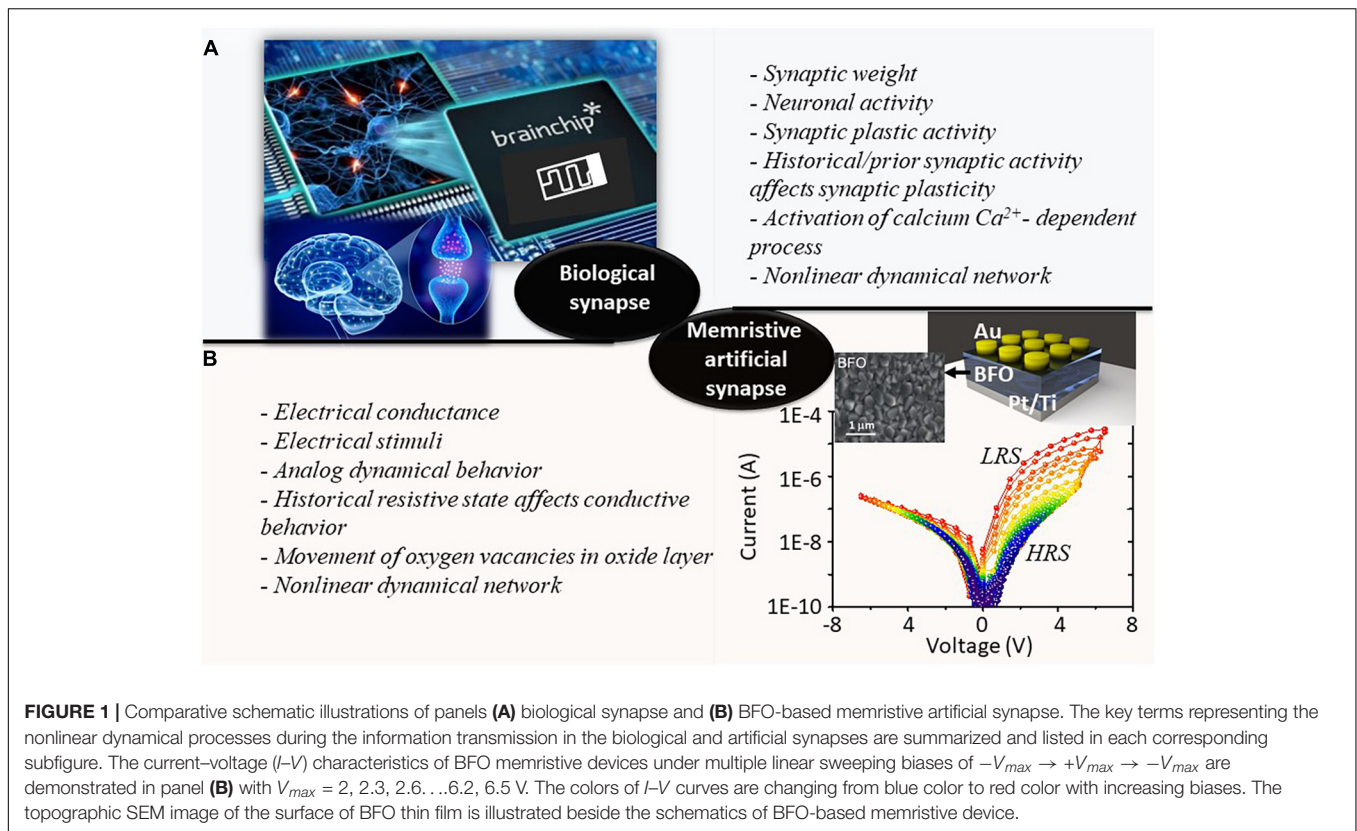 A
brainchip
- Synaptic weight
- Neuronal activity
- Synaptic plastic activity
- Historical/prior synaptic activity
affects synaptic plasticity
- Activation of calcium Ca²⁺- dependent
process
- Nonlinear dynamical network
Biological
synapse
Memristive
artificial
synapse
B
- Electrical conductance
- Electrical stimuli
- Analog dynamical behavior
- Historical resistive state affects conductive
behavior
- Movement of oxygen vacancies in oxide layer
- Nonlinear dynamical network
Au
BFO
Pt/Ti
BFO
1 μm
1E-4
1E-6
1E-8
1E-10
Current (A)
LRS
HRS
-8 4 0 4 8
Voltage (V)
FIGURE 1 | Comparative schematic illustrations of panels (A) biological synapse and (B) BFO-based memristive artificial synapse. The key terms representing the
nonlinear dynamical processes during the information transmission in the biological and artificial synapses are summarized and listed in each corresponding
subfigure. The current–voltage (I–V) characteristics of BFO memristive devices under multiple linear sweeping biases of −Vmax → +Vmax → −Vmax are
demonstrated in panel (B) with Vmax = 2, 2.3, 2.6. . ..6.2, 6.5 V. The colors of I–V curves are changing from blue color to red color with increasing biases. The
topographic SEM image of the surface of BFO thin film is illustrated beside the schematics of BFO-based memristive device.